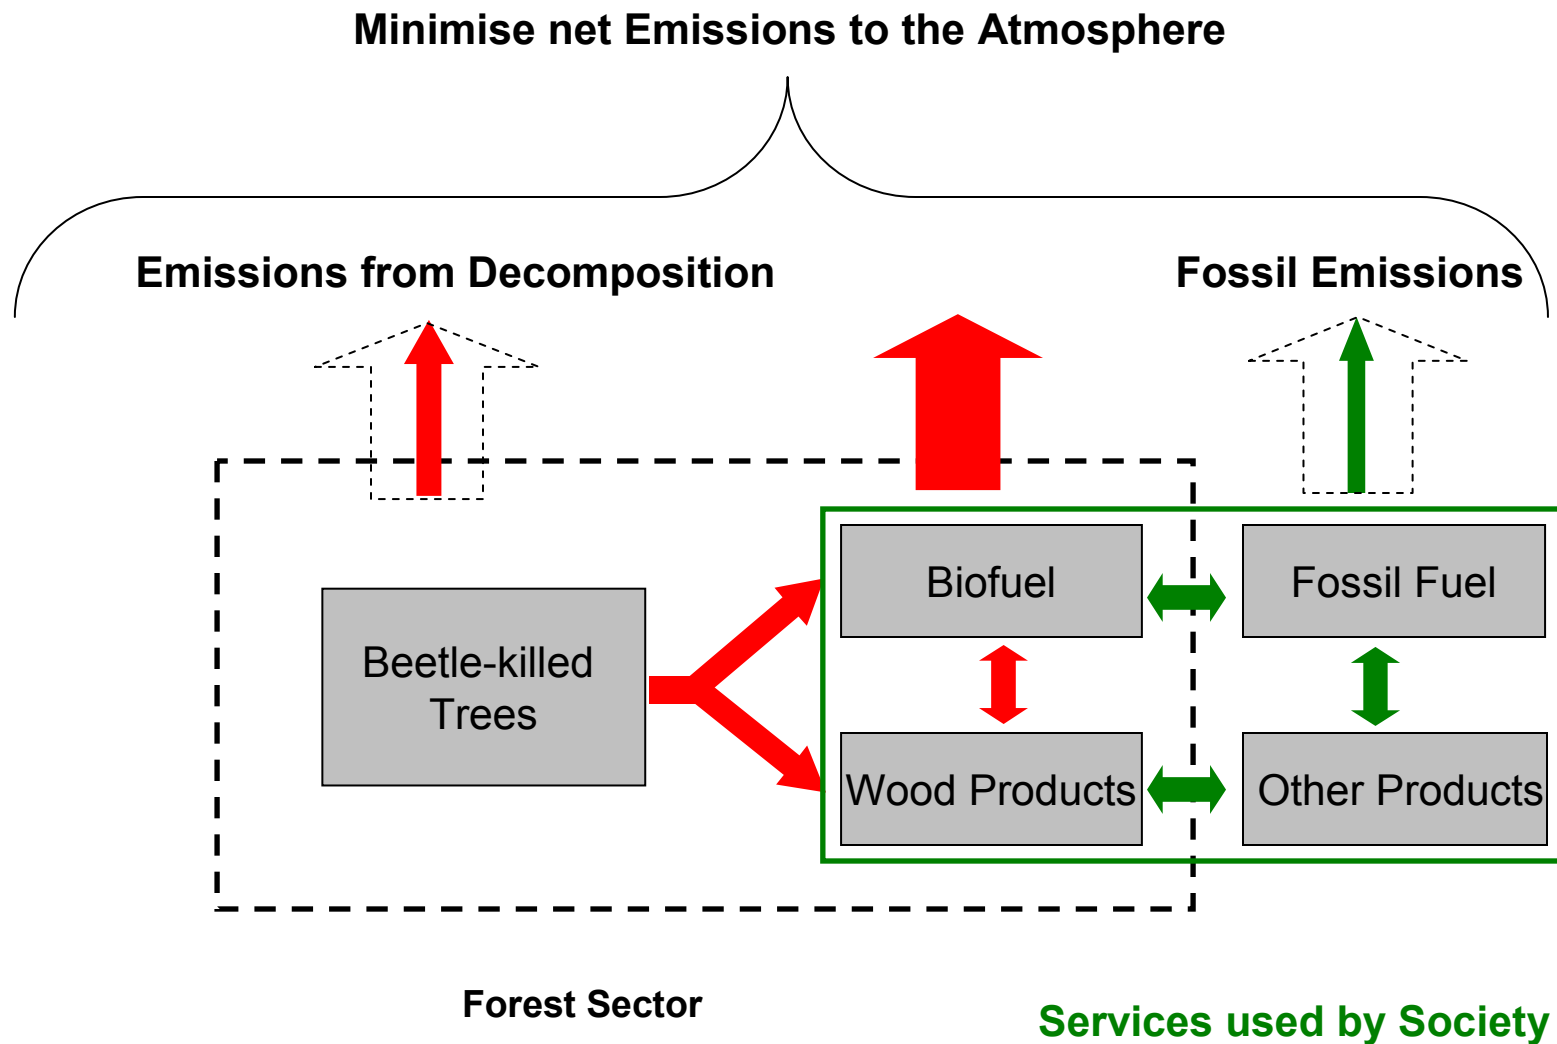 Minimise net Emissions to the Atmosphere
Emissions from Decomposition
Fossil Emissions
Biofuel
Fossil Fuel
Beetle-killed
Trees
Wood Products
Other Products
Forest Sector
Services used by Society